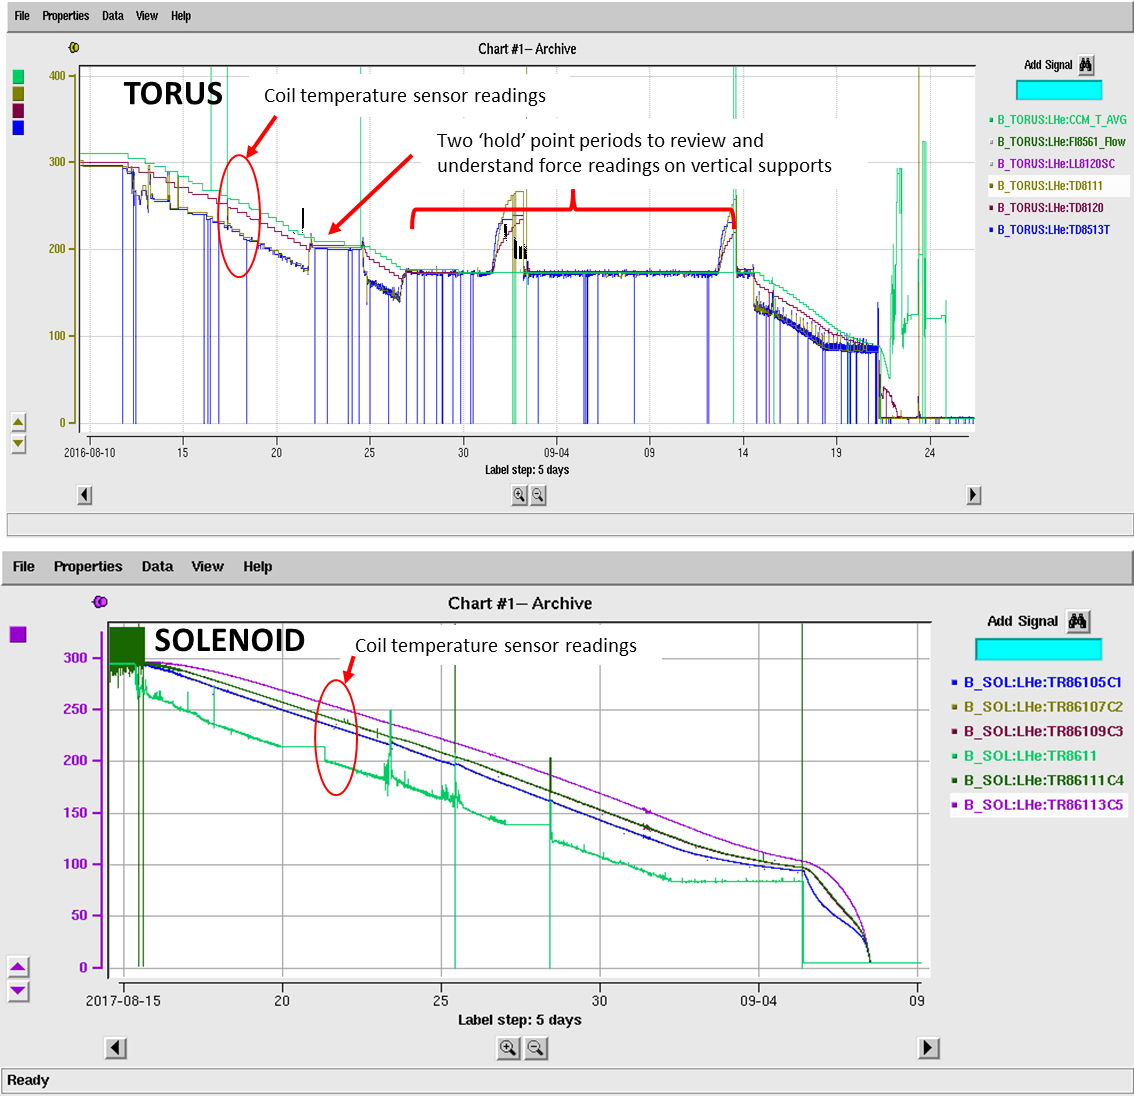 File Properties Data View Help
Chart #1– Archive
TORUS
Coil temperature sensor readings
Two ‘hold’ point periods to review and
understand force readings on vertical supports
400
300
200
100
0
2016-08-10 15 20 25 30 09-04 09 14 19 24
Label step: 5 days
Add Signal
B_TORUS:LHe:CCM_T_AVG
B_TORUS:LHe:FI8561_Flow
B_TORUS:LHe:LL8120SC
B_TORUS:LHe:TD8111
B_TORUS:LHe:TD8120
B_TORUS:LHe:TD8513T
File Properties Data View Help
Chart #1– Archive
SOLENOID
Coil temperature sensor readings
300
250
200
150
100
50
0
2017-08-15 20 25 30 09-04 09
Label step: 5 days
Add Signal
B_SOL:LHe:TR86105C1
B_SOL:LHe:TR86107C2
B_SOL:LHe:TR86109C3
B_SOL:LHe:TR8611
B_SOL:LHe:TR86111C4
B_SOL:LHe:TR86113C5
Ready